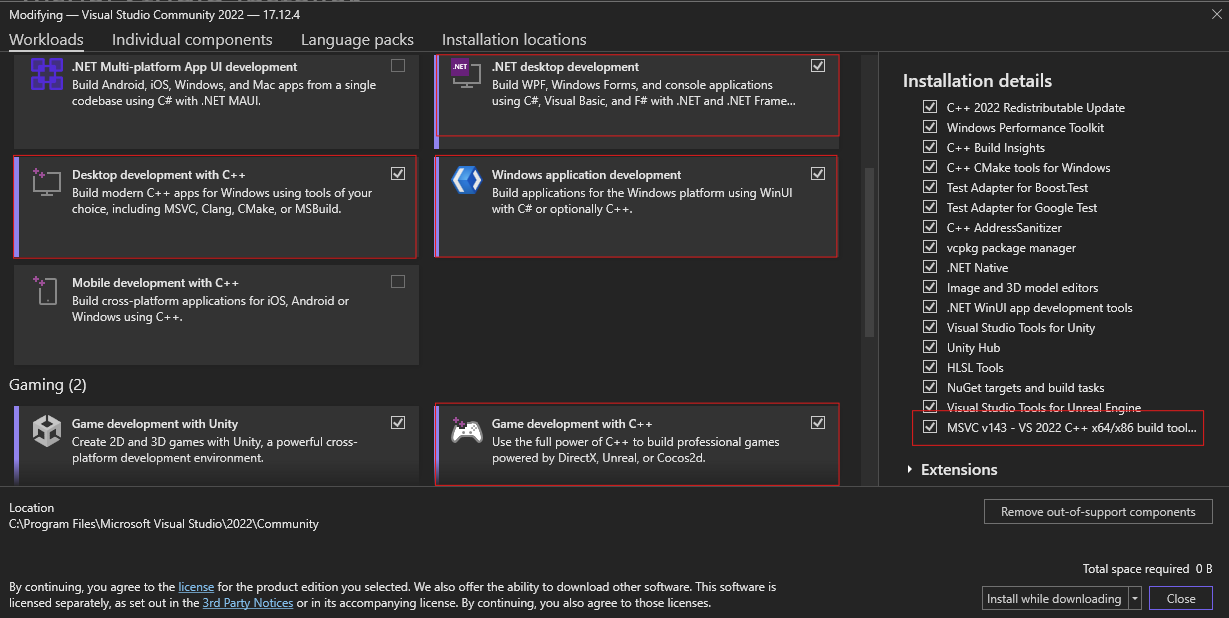 Modifying — Visual Studio Community 2022 — 17.12.4
Workloads
Individual components
Language packs
Installation locations
.NET Multi-platform App UI development
Build Android, iOS, Windows, and Mac apps from a single
codebase using C# with .NET MAUI.
.NET
.NET desktop development
Build WPF, Windows Forms, and console applications
using C#, Visual Basic, and F# with .NET and .NET Frame...
Desktop development with C++
Build modern C++ apps for Windows using tools of your
choice, including MSVC, Clang, CMake, or MSBuild.
Windows application development
Build applications for the Windows platform using WinUI
with C# or optionally C++.
Mobile development with C++
Build cross-platform applications for iOS, Android or
Windows using C++.
Gaming (2)
Game development with Unity
Create 2D and 3D games with Unity, a powerful cross-
platform development environment.
Game development with C++
Use the full power of C++ to build professional games
powered by DirectX, Unreal, or Cocos2d.
Installation details
C++ 2022 Redistributable Update
Windows Performance Toolkit
C++ Build Insights
C++ CMake tools for Windows
Test Adapter for Boost.Test
Test Adapter for Google Test
C++ AddressSanitizer
vcpkg package manager
.NET Native
Image and 3D model editors
.NET WinUI app development tools
Visual Studio Tools for Unity
Unity Hub
HLSL Tools
NuGet targets and build tasks
Visual Studio Tools for Unreal Engine
MSVC v143 - VS 2022 C++ x64/x86 build tool...
Extensions
Location
C:\Program Files\Microsoft Visual Studio\2022\Community
Remove out-of-support components
Total space required 0 B
By continuing, you agree to the license for the product edition you selected. We also offer the ability to download other software. This software is
licensed separately, as set out in the 3rd Party Notices or in its accompanying license. By continuing, you also agree to those licenses.
Install while downloading
Close